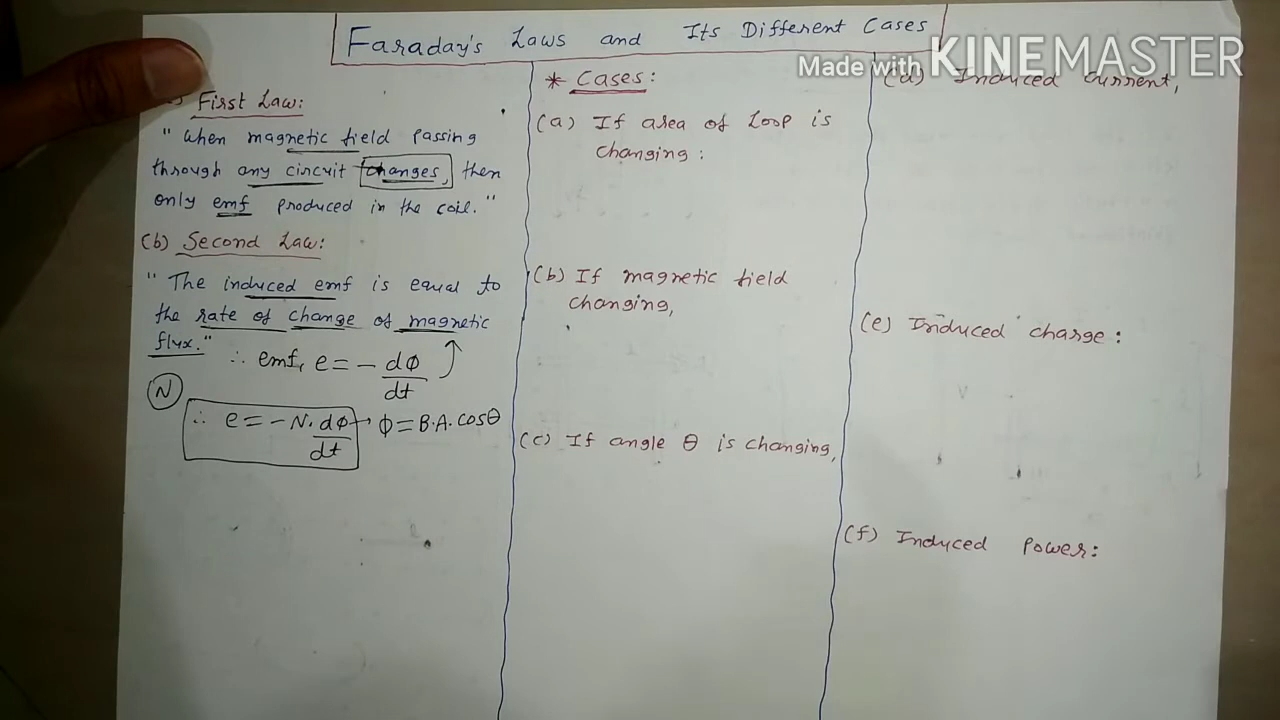 Faraday's Laws and Its Different Cases
Made with KINEMASTER
First Law:
"When magnetic field passing
through any circuit changes, then
only emf produced in the coil."
(b) Second Law:
"The induced emf is equal to
the rate of change of magnetic
flux."
∴ emf, e = - dϕ/dt
N
∴ e = - N. dϕ/dt → ϕ = B.A.cosθ
* Cases:
(a) If area of Loop is
changing:
(b) If magnetic field
changing,
(c) If angle θ is changing,
(d) Induced current,
(e) Induced charge:
(f) Induced Power: